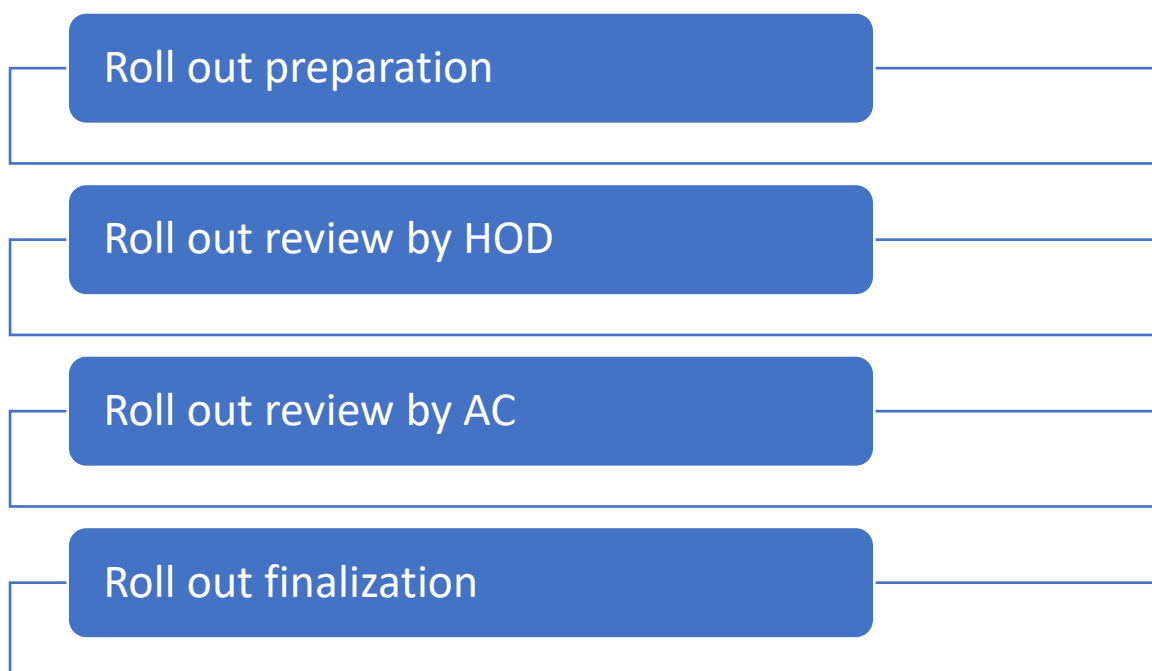 Roll out preparation
Roll out review by HOD
Roll out review by AC
Roll out finalization